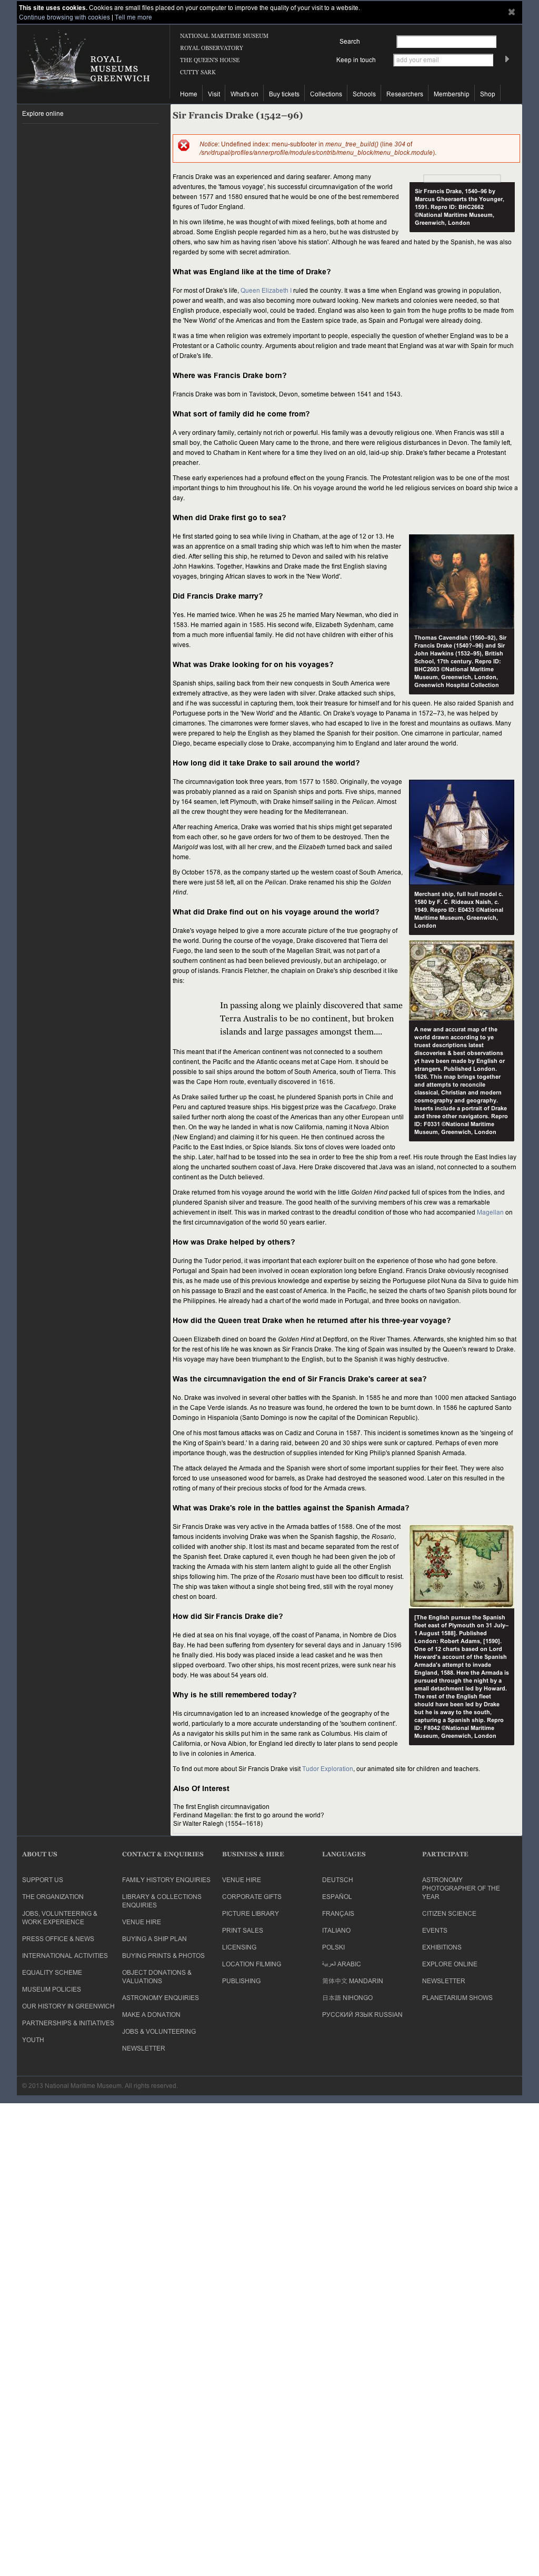 This site uses cookies. Cookies are small files placed on your computer to improve the quality of your visit to a website.
Continue browsing with cookies | Tell me more
ROYAL
MUSEUMS
GREENWICH
NATIONAL MARITIME MUSEUM
ROYAL OBSERVATORY
THE QUEEN'S HOUSE
CUTTY SARK
Search
Keep in touch
add your email
Home
Visit
What's on
Buy tickets
Collections
Schools
Researchers
Membership
Shop
Explore online
Sir Francis Drake (1542–96)
Notice: Undefined index: menu-subfooter in menu_tree_build() (line 304 of
/srv/drupal/profiles/annerprofile/modules/contrib/menu_block/menu_block.module).
Francis Drake was an experienced and daring seafarer. Among many
adventures, the 'famous voyage', his successful circumnavigation of the world
between 1577 and 1580 ensured that he would be one of the best remembered
figures of Tudor England.
Sir Francis Drake, 1540–96 by
Marcus Gheeraerts the Younger,
1591. Repro ID: BHC2662
©National Maritime Museum,
Greenwich, London
In his own lifetime, he was thought of with mixed feelings, both at home and
abroad. Some English people regarded him as a hero, but he was distrusted by
others, who saw him as having risen 'above his station'. Although he was feared and hated by the Spanish, he was also
regarded by some with secret admiration.
What was England like at the time of Drake?
For most of Drake's life, Queen Elizabeth I ruled the country. It was a time when England was growing in population,
power and wealth, and was also becoming more outward looking. New markets and colonies were needed, so that
English produce, especially wool, could be traded. England was also keen to gain from the huge profits to be made from
the 'New World' of the Americas and from the Eastern spice trade, as Spain and Portugal were already doing.
It was a time when religion was extremely important to people, especially the question of whether England was to be a
Protestant or a Catholic country. Arguments about religion and trade meant that England was at war with Spain for much
of Drake's life.
Where was Francis Drake born?
Francis Drake was born in Tavistock, Devon, sometime between 1541 and 1543.
What sort of family did he come from?
A very ordinary family, certainly not rich or powerful. His family was a devoutly religious one. When Francis was still a
small boy, the Catholic Queen Mary came to the throne, and there were religious disturbances in Devon. The family left,
and moved to Chatham in Kent where for a time they lived on an old, laid-up ship. Drake's father became a Protestant
preacher.
These early experiences had a profound effect on the young Francis. The Protestant religion was to be one of the most
important things to him throughout his life. On his voyage around the world he led religious services on board ship twice a
day.
When did Drake first go to sea?
He first started going to sea while living in Chatham, at the age of 12 or 13. He
was an apprentice on a small trading ship which was left to him when the master
died. After selling this ship, he returned to Devon and sailed with his relative
John Hawkins. Together, Hawkins and Drake made the first English slaving
voyages, bringing African slaves to work in the 'New World'.
Did Francis Drake marry?
Yes. He married twice. When he was 25 he married Mary Newman, who died in
1583. He married again in 1585. His second wife, Elizabeth Sydenham, came
from a much more influential family. He did not have children with either of his
wives.
Thomas Cavendish (1560–92), Sir
Francis Drake (1540?–96) and Sir
John Hawkins (1532–95), British
School, 17th century. Repro ID:
BHC2603 ©National Maritime
Museum, Greenwich, London,
Greenwich Hospital Collection
What was Drake looking for on his voyages?
Spanish ships, sailing back from their new conquests in South America were
extremely attractive, as they were laden with silver. Drake attacked such ships,
and if he was successful in capturing them, took their treasure for himself and for his queen. He also raided Spanish and
Portuguese ports in the 'New World' and the Atlantic. On Drake's voyage to Panama in 1572–73, he was helped by
cimarrones. The cimarrones were former slaves, who had escaped to live in the forest and mountains as outlaws. Many
were prepared to help the English as they blamed the Spanish for their position. One cimarrone in particular, named
Diego, became especially close to Drake, accompanying him to England and later around the world.
How long did it take Drake to sail around the world?
The circumnavigation took three years, from 1577 to 1580. Originally, the voyage
was probably planned as a raid on Spanish ships and ports. Five ships, manned
by 164 seamen, left Plymouth, with Drake himself sailing in the Pelican. Almost
all the crew thought they were heading for the Mediterranean.
After reaching America, Drake was worried that his ships might get separated
from each other, so he gave orders for two of them to be destroyed. Then the
Marigold was lost, with all her crew, and the Elizabeth turned back and sailed
home.
By October 1578, as the company started up the western coast of South America,
there were just 58 left, all on the Pelican. Drake renamed his ship the Golden
Hind.
Merchant ship, full hull model c.
1580 by F. C. Rideaux Naish, c.
1949. Repro ID: E0433 ©National
Maritime Museum, Greenwich,
London
What did Drake find out on his voyage around the world?
Drake's voyage helped to give a more accurate picture of the true geography of
the world. During the course of the voyage, Drake discovered that Tierra del
Fuego, the land seen to the south of the Magellan Strait, was not part of a
southern continent as had been believed previously, but an archipelago, or
group of islands. Francis Fletcher, the chaplain on Drake's ship described it like
this:
In passing along we plainly discovered that same
Terra Australis to be no continent, but broken
islands and large passages amongst them....
A new and accurat map of the
world drawn according to ye
truest descriptions latest
discoveries & best observations
yt have been made by English or
strangers. Published London.
1626. This map brings together
and attempts to reconcile
classical, Christian and modern
cosmography and geography.
Inserts include a portrait of Drake
and three other navigators. Repro
ID: F0331 ©National Maritime
Museum, Greenwich, London
This meant that if the American continent was not connected to a southern
continent, the Pacific and the Atlantic oceans met at Cape Horn. It should be
possible to sail ships around the bottom of South America, south of Tierra. This
was the Cape Horn route, eventually discovered in 1616.
As Drake sailed further up the coast, he plundered Spanish ports in Chile and
Peru and captured treasure ships. His biggest prize was the Cacafuego. Drake
sailed further north along the coast of the Americas than any other European until
then. On the way he landed in what is now California, naming it Nova Albion
(New England) and claiming it for his queen. He then continued across the
Pacific to the East Indies, or Spice Islands. Six tons of cloves were loaded onto
the ship. Later, half had to be tossed into the sea in order to free the ship from a reef. His route through the East Indies lay
along the uncharted southern coast of Java. Here Drake discovered that Java was an island, not connected to a southern
continent as the Dutch believed.
Drake returned from his voyage around the world with the little Golden Hind packed full of spices from the Indies, and
plundered Spanish silver and treasure. The good health of the surviving members of his crew was a remarkable
achievement in itself. This was in marked contrast to the dreadful condition of those who had accompanied Magellan on
the first circumnavigation of the world 50 years earlier.
How was Drake helped by others?
During the Tudor period, it was important that each explorer built on the experience of those who had gone before.
Portugal and Spain had been involved in ocean exploration long before England. Francis Drake obviously recognised
this, as he made use of this previous knowledge and expertise by seizing the Portuguese pilot Nuna da Silva to guide him
on his passage to Brazil and the east coast of America. In the Pacific, he seized the charts of two Spanish pilots bound for
the Philippines. He already had a chart of the world made in Portugal, and three books on navigation.
How did the Queen treat Drake when he returned after his three-year voyage?
Queen Elizabeth dined on board the Golden Hind at Deptford, on the River Thames. Afterwards, she knighted him so that
for the rest of his life he was known as Sir Francis Drake. The king of Spain was insulted by the Queen's reward to Drake.
His voyage may have been triumphant to the English, but to the Spanish it was highly destructive.
Was the circumnavigation the end of Sir Francis Drake's career at sea?
No. Drake was involved in several other battles with the Spanish. In 1585 he and more than 1000 men attacked Santiago
in the Cape Verde islands. As no treasure was found, he ordered the town to be burnt down. In 1586 he captured Santo
Domingo in Hispaniola (Santo Domingo is now the capital of the Dominican Republic).
One of his most famous attacks was on Cadiz and Coruna in 1587. This incident is sometimes known as the 'singeing of
the King of Spain's beard.' In a daring raid, between 20 and 30 ships were sunk or captured. Perhaps of even more
importance though, was the destruction of supplies intended for King Philip's planned Spanish Armada.
The attack delayed the Armada and the Spanish were short of some important supplies for their fleet. They were also
forced to use unseasoned wood for barrels, as Drake had destroyed the seasoned wood. Later on this resulted in the
rotting of many of their precious stocks of food for the Armada crews.
What was Drake's role in the battles against the Spanish Armada?
Sir Francis Drake was very active in the Armada battles of 1588. One of the most
famous incidents involving Drake was when the Spanish flagship, the Rosario,
collided with another ship. It lost its mast and became separated from the rest of
the Spanish fleet. Drake captured it, even though he had been given the job of
tracking the Armada with his stern lantern alight to guide all the other English
ships following him. The prize of the Rosario must have been too difficult to resist.
The ship was taken without a single shot being fired, still with the royal money
chest on board.
[The English pursue the Spanish
fleet east of Plymouth on 31 July–
1 August 1588]. Published
London: Robert Adams, [1590].
One of 12 charts based on Lord
Howard's account of the Spanish
Armada's attempt to invade
England, 1588. Here the Armada is
pursued through the night by a
small detachment led by Howard.
The rest of the English fleet
should have been led by Drake
but he is away to the south,
capturing a Spanish ship. Repro
ID: F8042 ©National Maritime
Museum, Greenwich, London
How did Sir Francis Drake die?
He died at sea on his final voyage, off the coast of Panama, in Nombre de Dios
Bay. He had been suffering from dysentery for several days and in January 1596
he finally died. His body was placed inside a lead casket and he was then
slipped overboard. Two of his ships, his most recent prizes, were sunk near his
body. He was about 54 years old.
Why is he still remembered today?
His circumnavigation led to an increased knowledge of the geography of the
world, particularly to a more accurate understanding of the 'southern continent'.
As a navigator his skills put him in the same rank as Columbus. His claim of
California, or Nova Albion, for England led directly to later plans to send people
to live in colonies in America.
To find out more about Sir Francis Drake visit Tudor Exploration, our animated site for children and teachers.
Also Of Interest
The first English circumnavigation
Ferdinand Magellan: the first to go around the world?
Sir Walter Ralegh (1554–1618)
ABOUT US
SUPPORT US
THE ORGANIZATION
JOBS, VOLUNTEERING &
WORK EXPERIENCE
PRESS OFFICE & NEWS
INTERNATIONAL ACTIVITIES
EQUALITY SCHEME
MUSEUM POLICIES
OUR HISTORY IN GREENWICH
PARTNERSHIPS & INITIATIVES
YOUTH
CONTACT & ENQUIRIES
FAMILY HISTORY ENQUIRIES
LIBRARY & COLLECTIONS
ENQUIRIES
VENUE HIRE
BUYING A SHIP PLAN
BUYING PRINTS & PHOTOS
OBJECT DONATIONS &
VALUATIONS
ASTRONOMY ENQUIRIES
MAKE A DONATION
JOBS & VOLUNTEERING
NEWSLETTER
BUSINESS & HIRE
VENUE HIRE
CORPORATE GIFTS
PICTURE LIBRARY
PRINT SALES
LICENSING
LOCATION FILMING
PUBLISHING
LANGUAGES
DEUTSCH
ESPAÑOL
FRANÇAIS
ITALIANO
POLSKI
العربية ARABIC
简体中文 MANDARIN
日本語 NIHONGO
РУССКИЙ ЯЗЫК RUSSIAN
PARTICIPATE
ASTRONOMY
PHOTOGRAPHER OF THE
YEAR
CITIZEN SCIENCE
EVENTS
EXHIBITIONS
EXPLORE ONLINE
NEWSLETTER
PLANETARIUM SHOWS
© 2013 National Maritime Museum. All rights reserved.